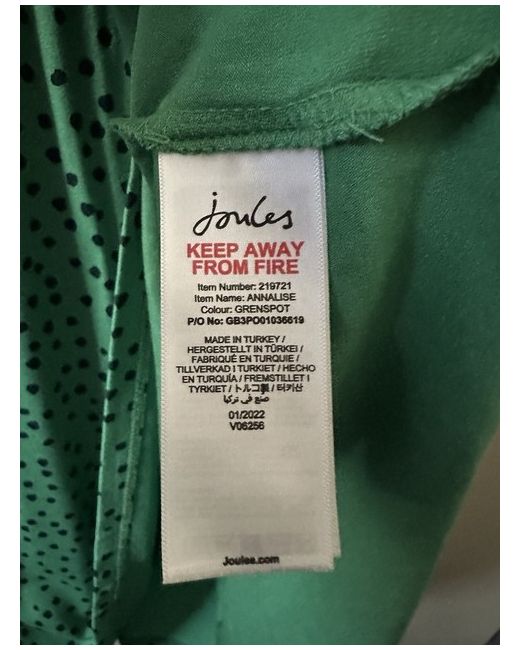 Joules
KEEP AWAY
FROM FIRE
Item Number: 219721
Item Name: ANNALISE
Colour: GRENSPOT
P/O No: GB3PO01036619
MADE IN TURKEY /
HERGESTELLT IN TÜRKEI /
FABRIQUÉ EN TURQUIE /
TILLVERKAD I TURKIET / HECHO
EN TURQUÍA / FREMSTILLET I
TYRKIET / トルコ製 / 터키산
صنع في تركيا
01/2022
V06256
Joules.com